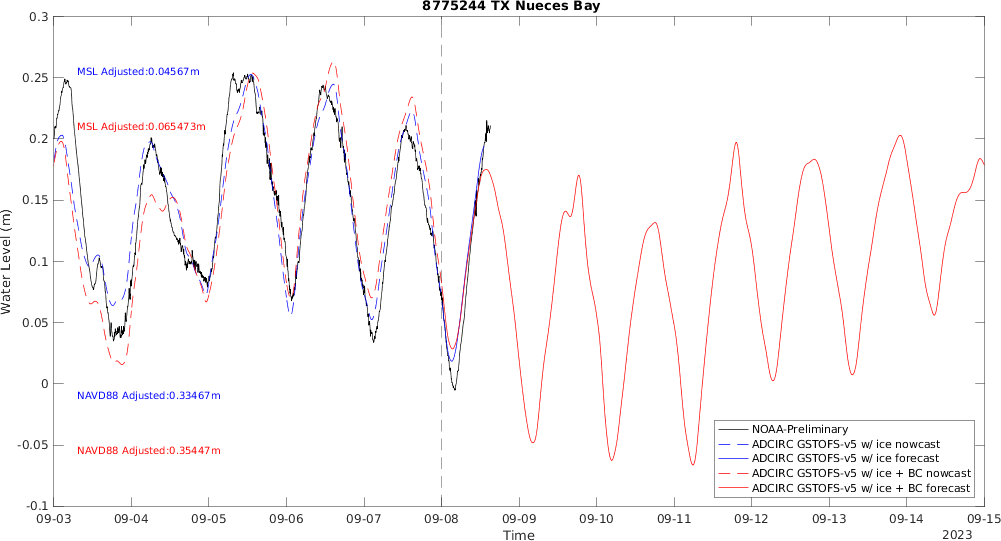 8775244 TX Nueces Bay
0.3
0.25
0.2
0.15
0.1
0.05
0
-0.05
-0.1
Water Level (m)
MSL Adjusted:0.04567m
MSL Adjusted:0.065473m
NAVD88 Adjusted:0.33467m
NAVD88 Adjusted:0.35447m
NOAA-Preliminary
ADCIRC GSTOFS-v5 w/ ice nowcast
ADCIRC GSTOFS-v5 w/ ice forecast
ADCIRC GSTOFS-v5 w/ ice + BC nowcast
ADCIRC GSTOFS-v5 w/ ice + BC forecast
09-03 09-04 09-05 09-06 09-07 09-08 09-09 09-10 09-11 09-12 09-13 09-14 09-15
Time
2023